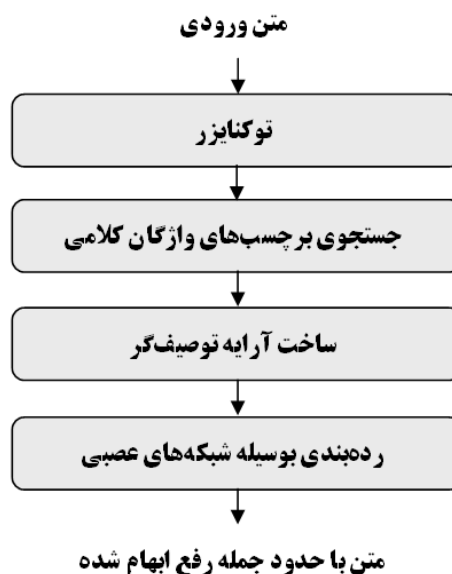 متن ورودی
توکنایزر
جستجوی برچسب‌های واژگان کلامی
ساخت آرایه توصیف‌گر
رده‌بندی بوسیله شبکه‌های عصبی
متن با حدود جمله رفع ابهام شده